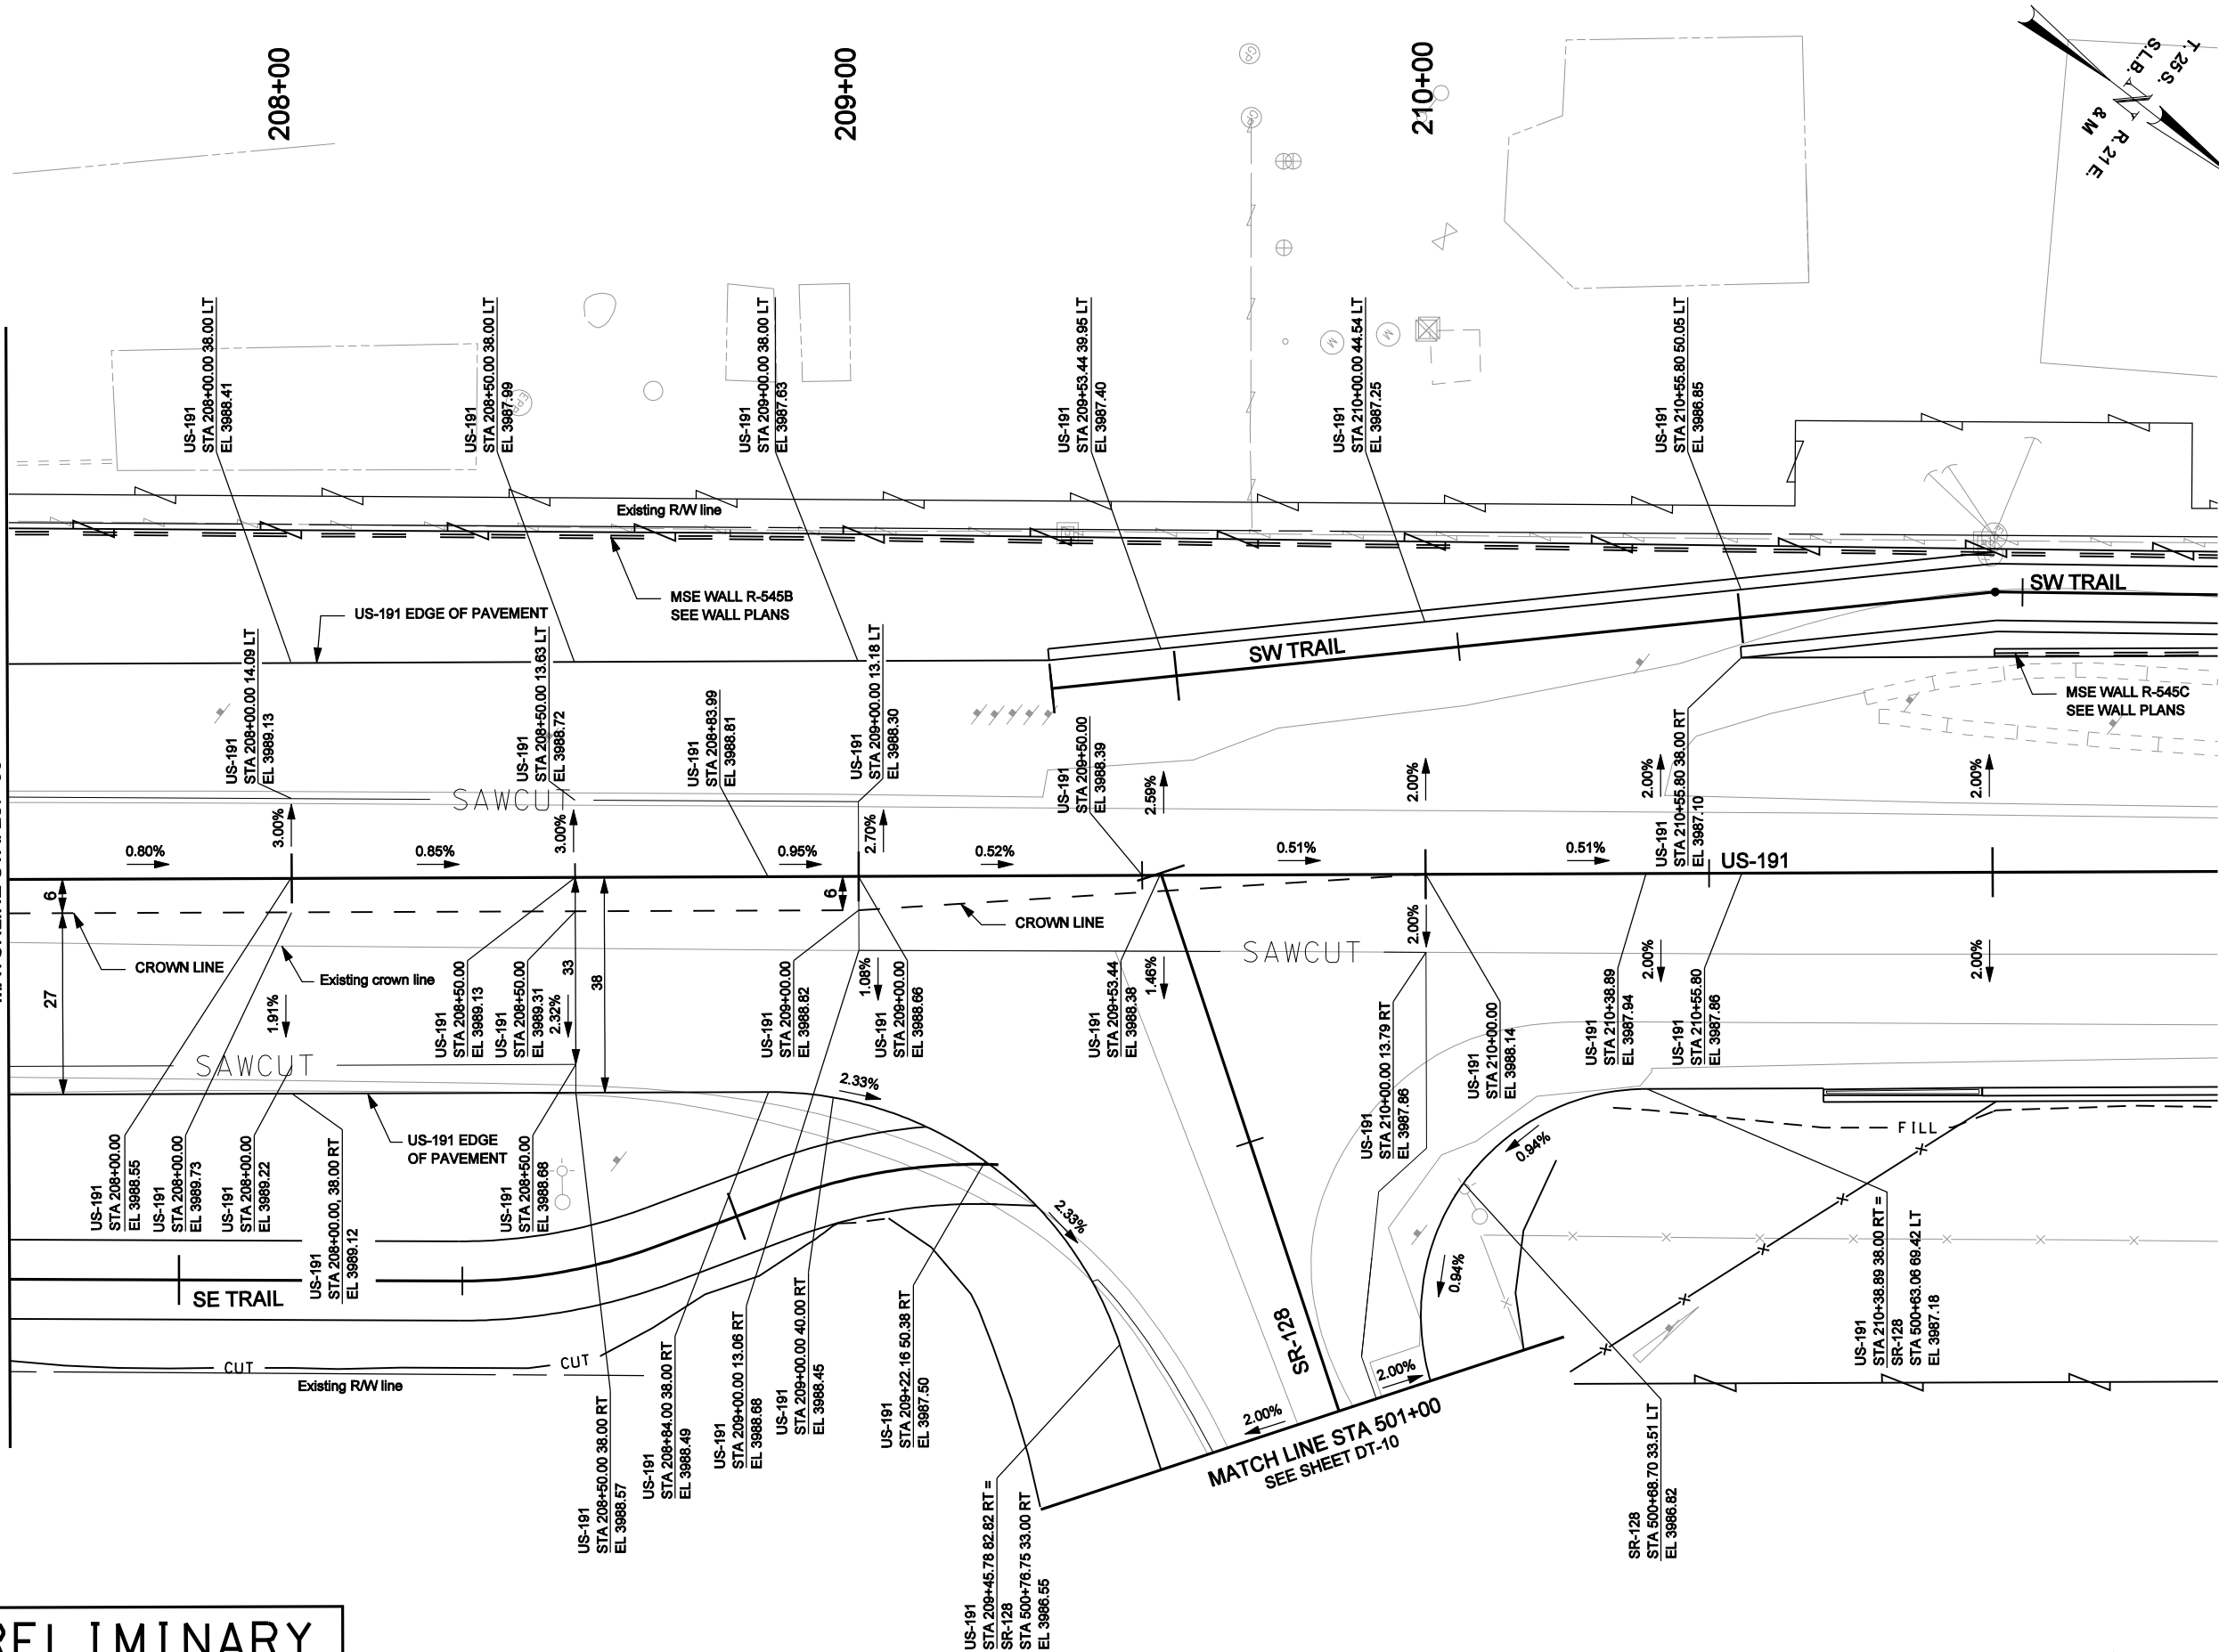 208+00
209+00
210+00
T. 25 S.
S.L.B.
& M
R. 21 E.
US-191
STA 208+00.00 38.00 LT
EL 3988.41
US-191
STA 208+50.00 38.00 LT
EL 3987.99
US-191
STA 209+00.00 38.00 LT
EL 3987.63
US-191
STA 209+53.44 39.95 LT
EL 3987.40
US-191
STA 210+00.00 44.54 LT
EL 3987.25
US-191
STA 210+55.80 50.05 LT
EL 3986.85
GP
GP
M
M
Existing R/W line
MSE WALL R-545B
SEE WALL PLANS
US-191 EDGE OF PAVEMENT
SW TRAIL
SW TRAIL
MSE WALL R-545C
SEE WALL PLANS
US-191
STA 208+00.00 14.09 LT
EL 3989.13
US-191
STA 208+50.00 13.63 LT
EL 3988.72
US-191
STA 208+83.99
EL 3988.81
US-191
STA 209+00.00 13.18 LT
EL 3988.30
US-191
STA 209+50.00
EL 3988.39
US-191
STA 210+55.80 38.00 RT
EL 3987.10
SAWCUT
3.00%
3.00%
2.70%
2.59%
2.00%
2.00%
2.00%
0.80%
0.85%
0.95%
0.52%
0.51%
0.51%
US-191
6
27
6
33
38
CROWN LINE
Existing crown line
CROWN LINE
SAWCUT
SAWCUT
1.91%
2.32%
1.08%
1.46%
2.00%
2.00%
2.00%
US-191
STA 208+50.00
EL 3989.13
US-191
STA 208+50.00
EL 3989.31
US-191
STA 209+00.00
EL 3988.82
US-191
STA 209+00.00
EL 3988.66
US-191
STA 209+53.44
EL 3988.38
US-191
STA 210+00.00 13.79 RT
EL 3987.86
US-191
STA 210+00.00
EL 3988.14
US-191
STA 210+38.89
EL 3987.94
US-191
STA 210+55.80
EL 3987.86
US-191 EDGE
OF PAVEMENT
2.33%
2.33%
0.94%
0.94%
FILL
US-191
STA 208+00.00
EL 3988.55
US-191
STA 208+00.00
EL 3989.73
US-191
STA 208+00.00
EL 3989.22
US-191
STA 208+00.00, 38.00 RT
EL 3989.12
US-191
STA 208+50.00
EL 3988.68
SE TRAIL
CUT
CUT
Existing R/W line
US-191
STA 208+50.00 38.00 RT
EL 3988.57
US-191
STA 208+84.00 38.00 RT
EL 3988.49
US-191
STA 209+00.00 13.06 RT
EL 3988.68
US-191
STA 209+00.00 40.00 RT
EL 3988.45
US-191
STA 209+22.16 50.38 RT
EL 3987.50
US-191
STA 209+45.78 82.82 RT =
SR-128
STA 500+76.75 33.00 RT
EL 3986.55
SR-128
2.00%
2.00%
MATCH LINE STA 501+00
SEE SHEET DT-10
SR-128
STA 500+68.70 33.51 LT
EL 3986.82
US-191
STA 210+38.89 38.00 RT =
SR-128
STA 500+63.06 69.42 LT
EL 3987.18